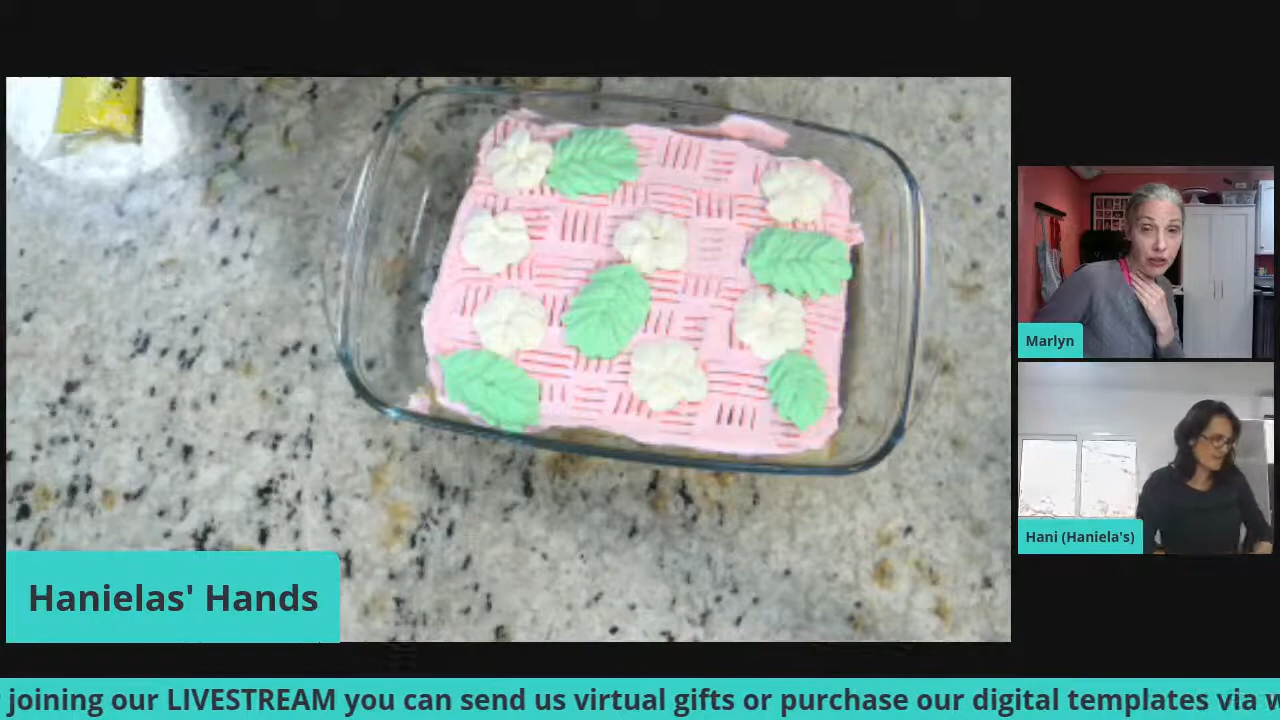 Marlyn
Hani (Haniela's)
Hanielas' Hands
joining our LIVESTREAM you can send us virtual gifts or purchase our digital templates via